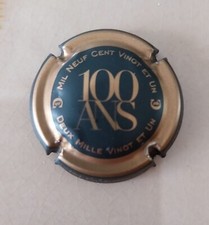 Mil Neuf Cent Vingt et Un
100
ANS
Deux Mille Vingt et Un